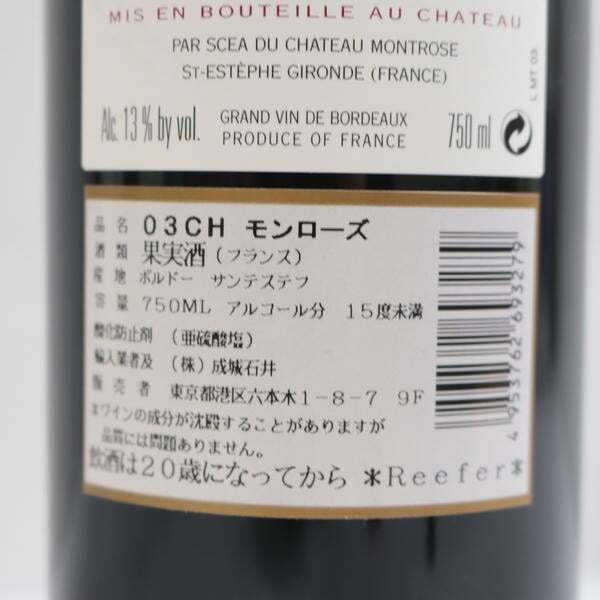 MIS EN BOUTEILLE AU CHATEAU
PAR SCEA DU CHATEAU MONTROSE
ST-ESTÈPHE GIRONDE (FRANCE)
Alc. 13% by vol.
GRAND VIN DE BORDEAUX
PRODUCE OF FRANCE
750 ml
L.MT 03
品名 03CH モンローズ
酒類 果実酒(フランス)
産地 ボルドー サンテステフ
容量 750ML アルコール分 15度未満
酸化防止剤 (亜硫酸塩)
輸入業者及 (株)成城石井
販売者 東京都港区六本木1-8-7 9F
※ワインの成分が沈殿することがありますが
品質には問題ありません。
飲酒は20歳になってから *Reefer*
4 953762 693279